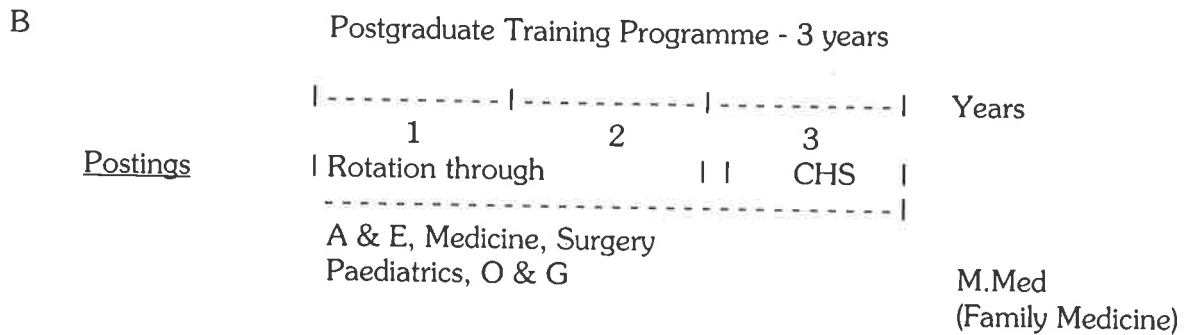 B
Postgraduate Training Programme - 3 years
|----------|----------|----------| Years
1 2 3
Postings | Rotation through | | CHS |
-------------------------------|
A & E, Medicine, Surgery
Paediatrics, O & G
M.Med
(Family Medicine)